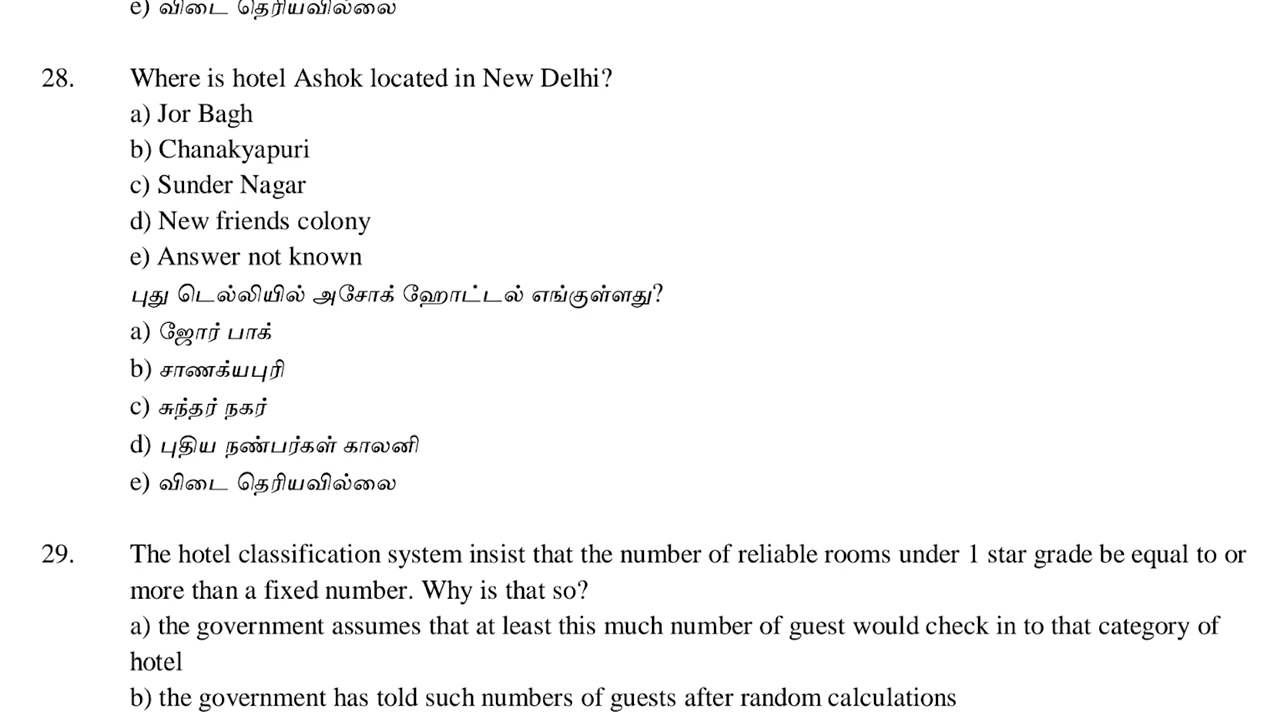 e) விடை தெரியவில்லை
28. Where is hotel Ashok located in New Delhi?
a) Jor Bagh
b) Chanakyapuri
c) Sunder Nagar
d) New friends colony
e) Answer not known
புது டெல்லியில் அசோக் ஹோட்டல் எங்குள்ளது?
a) ஜோர் பாக்
b) சாணக்யபுரி
c) சுந்தர் நகர்
d) புதிய நண்பர்கள் காலனி
e) விடை தெரியவில்லை
29. The hotel classification system insist that the number of reliable rooms under 1 star grade be equal to or
more than a fixed number. Why is that so?
a) the government assumes that at least this much number of guest would check in to that category of
hotel
b) the government has told such numbers of guests after random calculations